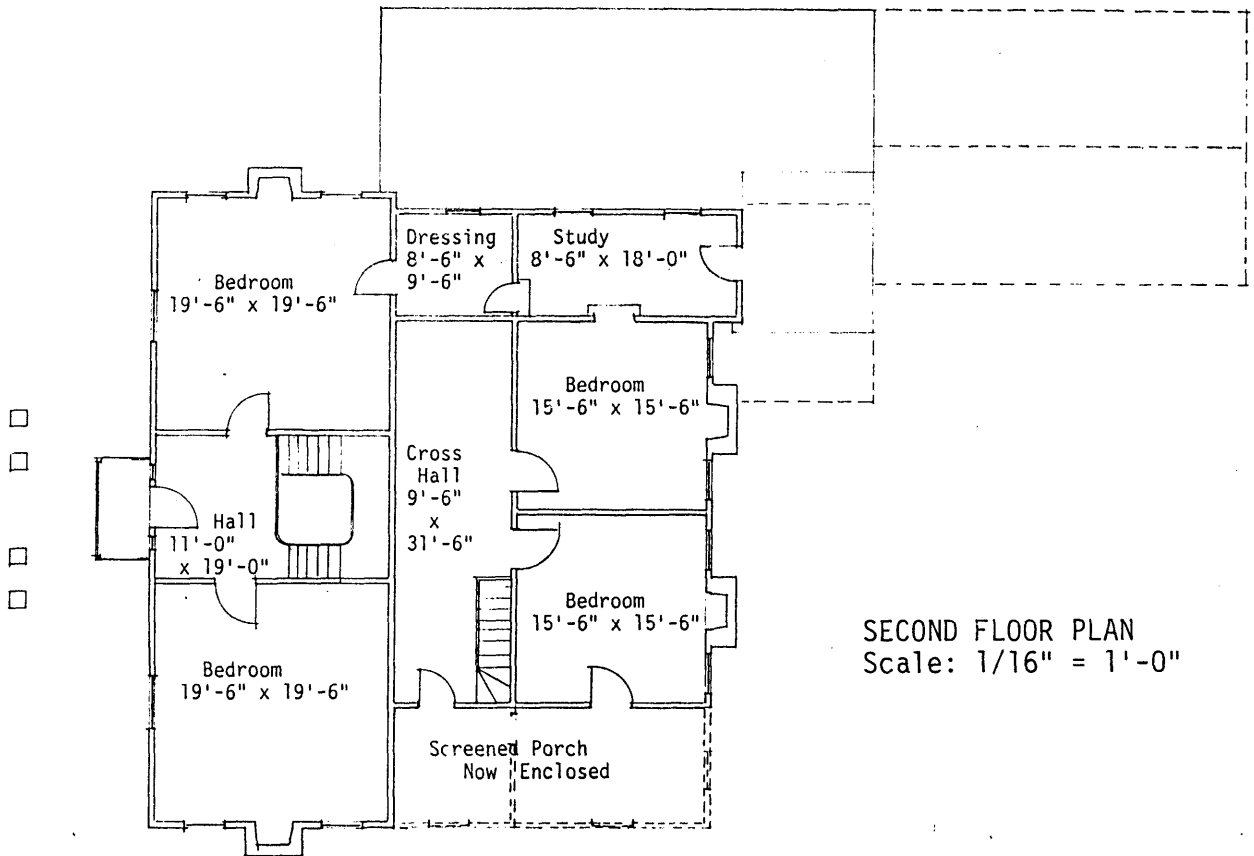 Dressing
8'-6" x
9'-6"
Study
8'-6" x 18'-0"
Bedroom
19'-6" x 19'-6"
Bedroom
15'-6" x 15'-6"
Cross
Hall
9'-6"
x
31'-6"
Hall
11'-0"
x 19'-0"
Bedroom
15'-6" x 15'-6"
Bedroom
19'-6" x 19'-6"
Screened Porch
Now Enclosed
SECOND FLOOR PLAN
Scale: 1/16" = 1'-0"